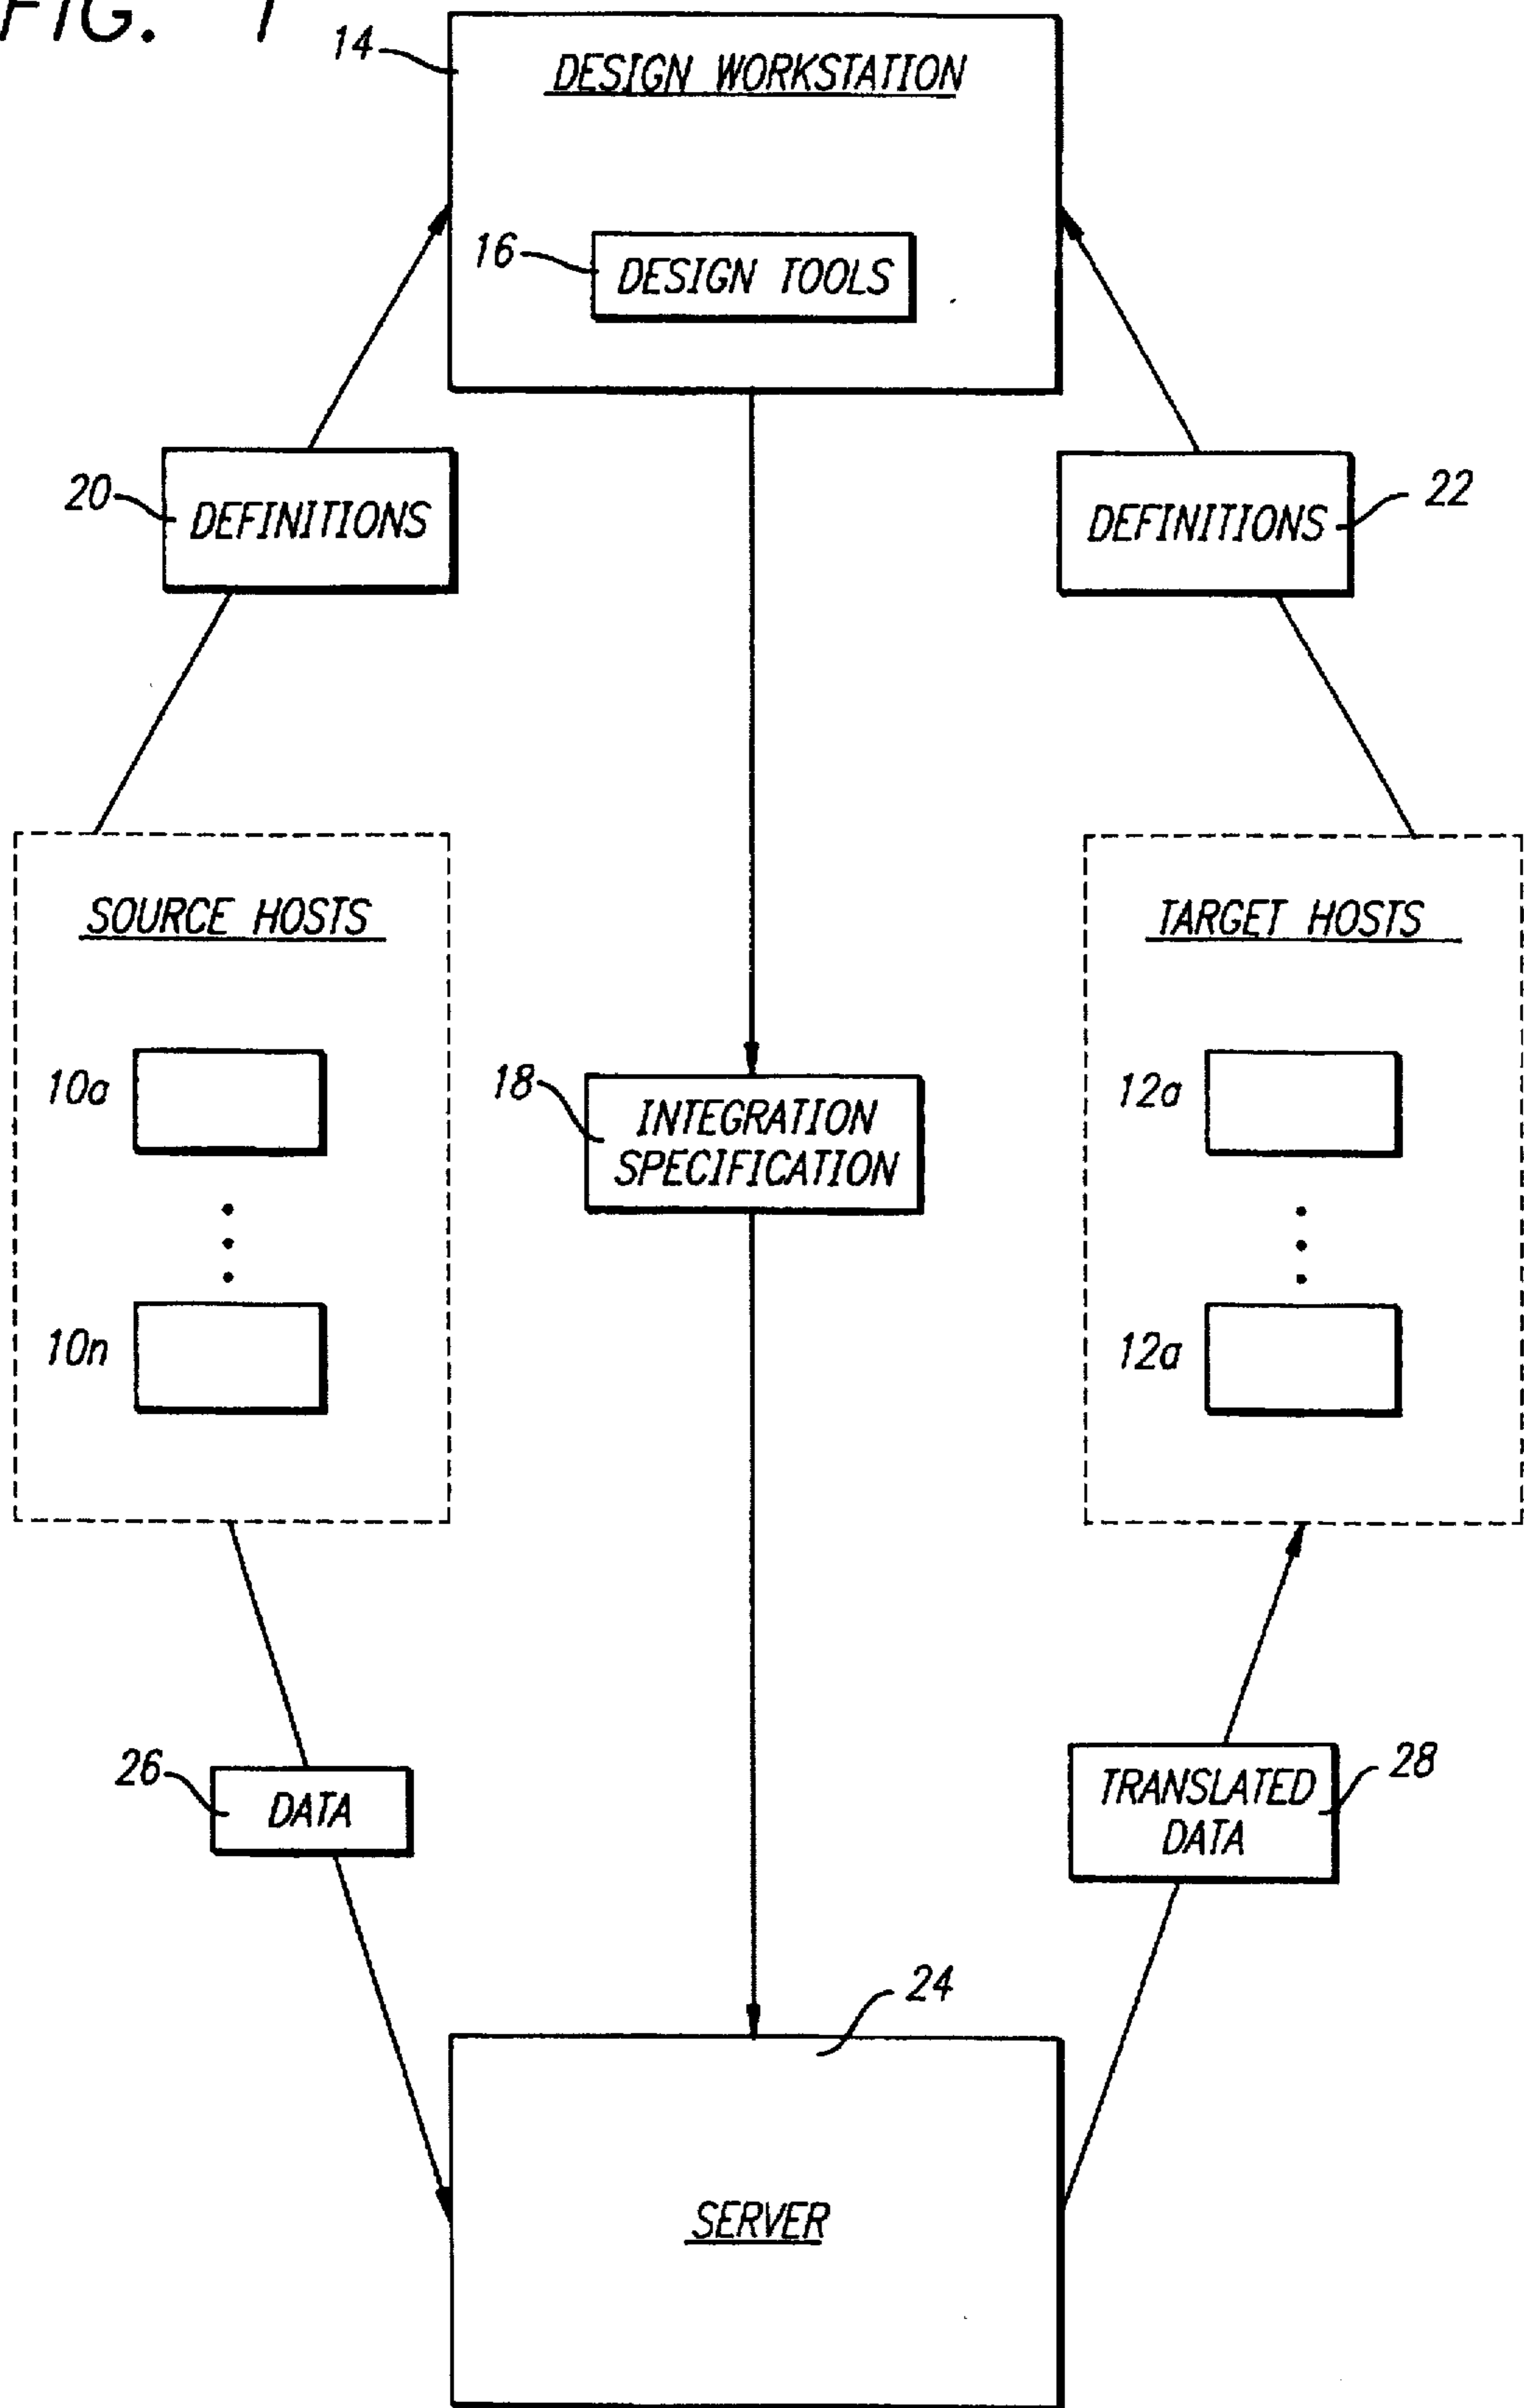 FIG. 1
14
DESIGN WORKSTATION
16
DESIGN TOOLS
20
DEFINITIONS
DEFINITIONS
22
SOURCE HOSTS
TARGET HOSTS
10a
18
INTEGRATION
SPECIFICATION
12a
10n
12a
26
DATA
TRANSLATED
DATA
28
24
SERVER